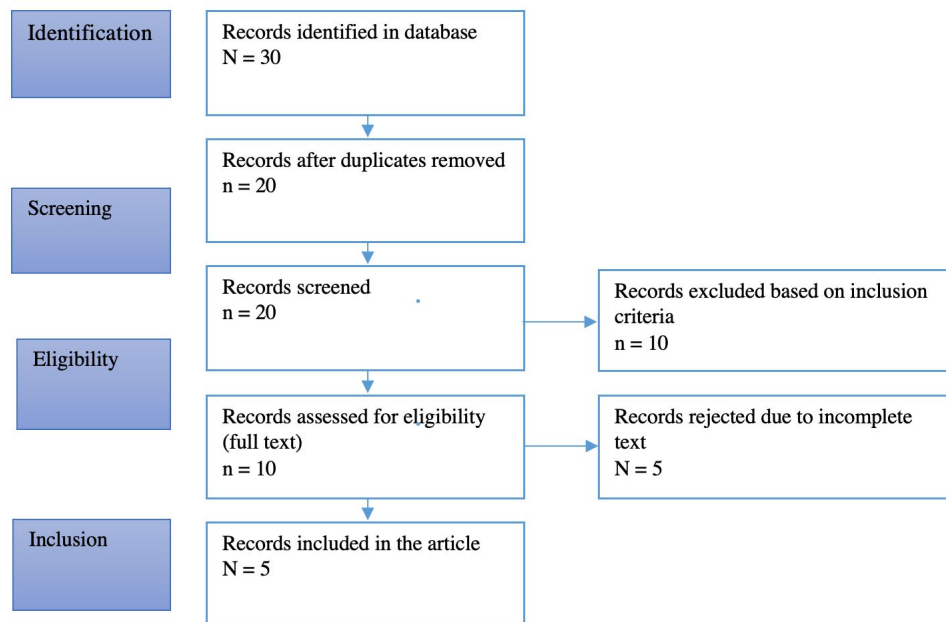 Identification
Records identified in database
N = 30
Records after duplicates removed
n = 20
Screening
Records screened
n = 20
Records excluded based on inclusion
criteria
n = 10
Eligibility
Records assessed for eligibility
(full text)
n = 10
Records rejected due to incomplete
text
N = 5
Inclusion
Records included in the article
N = 5